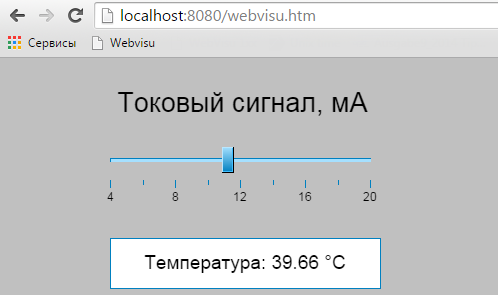 localhost:8080/webvisu.htm
Сервисы Webvisu
Токовый сигнал, мА
4 8 12 16 20
Температура: 39.66 °C